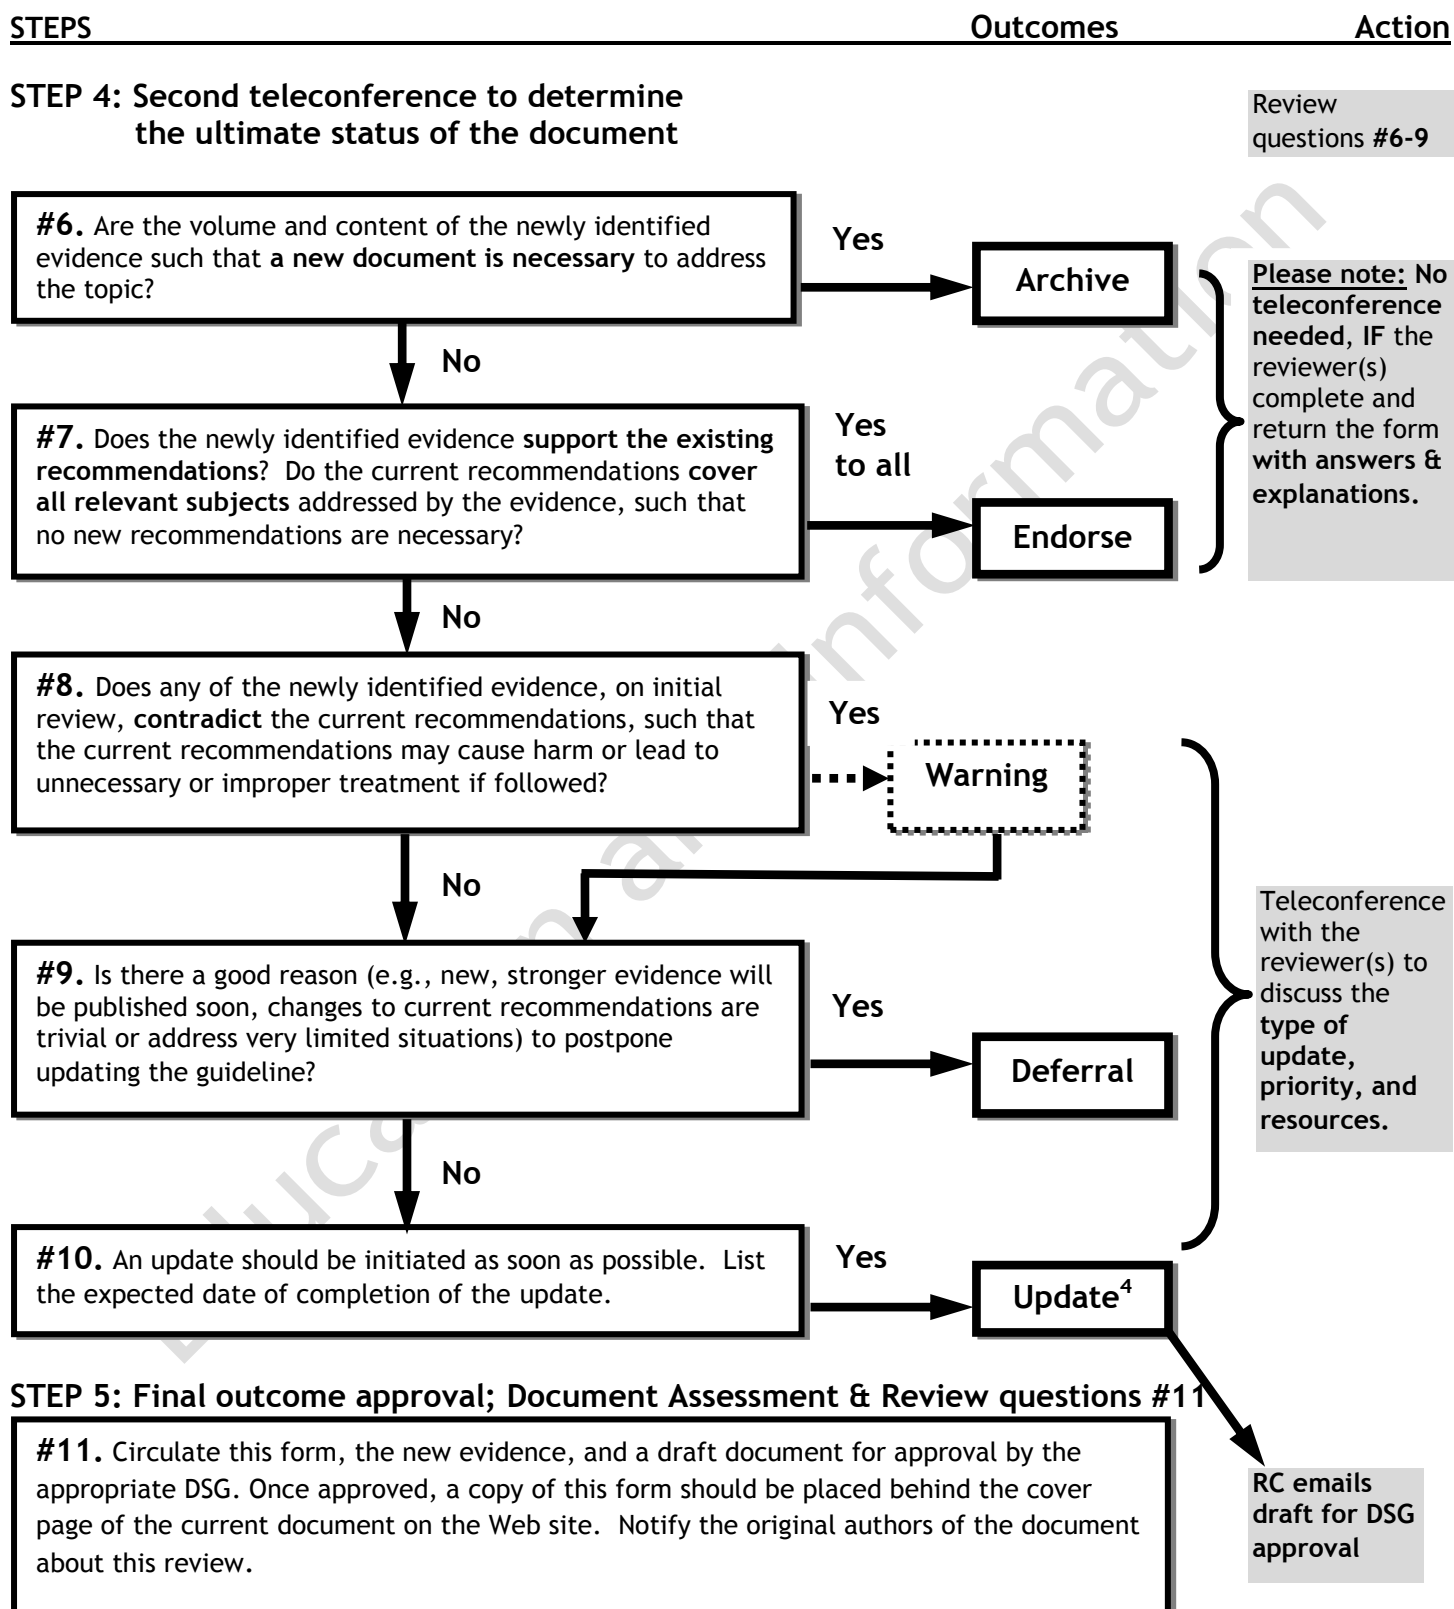 STEPS Outcomes Action
STEP 4: Second teleconference to determine
the ultimate status of the document
Review
questions #6-9
#6. Are the volume and content of the newly identified
evidence such that a new document is necessary to address
the topic?
Yes
Archive
No
Please note: No
teleconference
needed, IF the
reviewer(s)
complete and
return the form
with answers &
explanations.
#7. Does the newly identified evidence support the existing
recommendations? Do the current recommendations cover
all relevant subjects addressed by the evidence, such that
no new recommendations are necessary?
Yes
to all
Endorse
No
#8. Does any of the newly identified evidence, on initial
review, contradict the current recommendations, such that
the current recommendations may cause harm or lead to
unnecessary or improper treatment if followed?
Yes
Warning
No
#9. Is there a good reason (e.g., new, stronger evidence will
be published soon, changes to current recommendations are
trivial or address very limited situations) to postpone
updating the guideline?
Yes
Deferral
Teleconference
with the
reviewer(s) to
discuss the
type of
update,
priority, and
resources.
No
#10. An update should be initiated as soon as possible. List
the expected date of completion of the update.
Yes
Update⁴
STEP 5: Final outcome approval; Document Assessment & Review questions #11
#11. Circulate this form, the new evidence, and a draft document for approval by the
appropriate DSG. Once approved, a copy of this form should be placed behind the cover
page of the current document on the Web site. Notify the original authors of the document
about this review.
RC emails
draft for DSG
approval